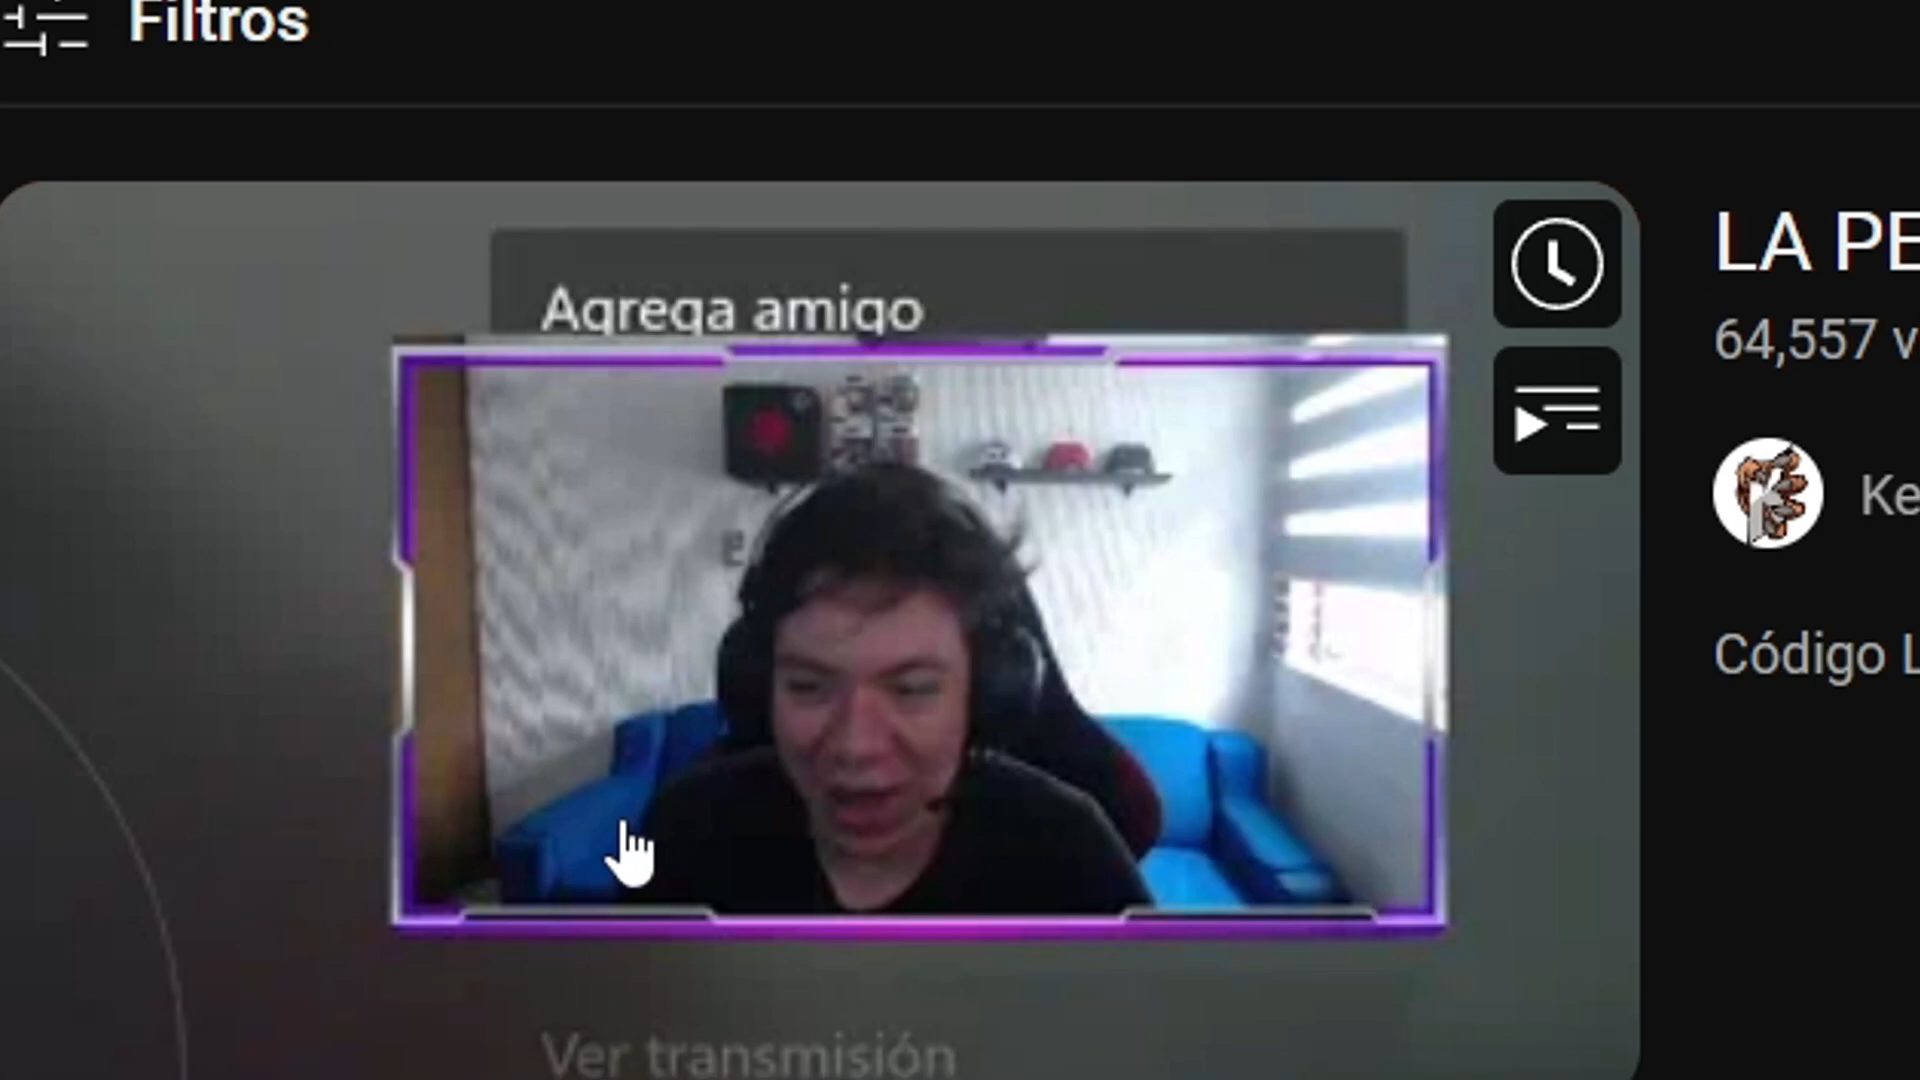 Filtros
Agrega amigo
LA PE
64,557 v
Ke
Código L
Ver transmisión